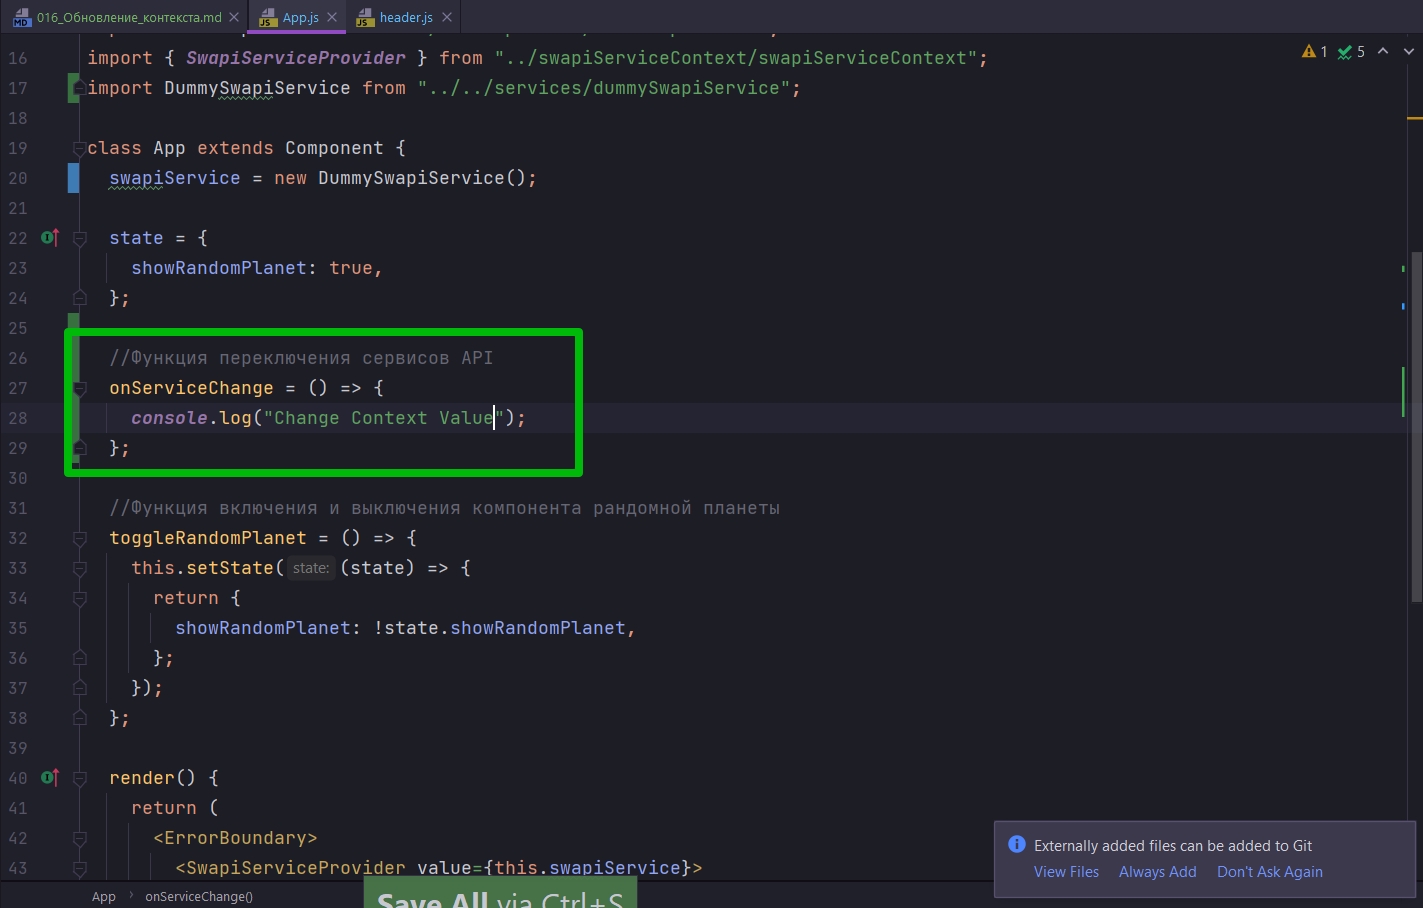 016_Обновление_контекста.md
App.js
header.js
1
5
16 import { SwapiServiceProvider } from "../swapiServiceContext/swapiServiceContext";
17 import DummySwapiService from "../../services/dummySwapiService";
18
19 class App extends Component {
20 swapiService = new DummySwapiService();
21
22 state = {
23 showRandomPlanet: true,
24 };
25
26 //Функция переключения сервисов API
27 onServiceChange = () => {
28 console.log("Change Context Value");
29 };
30
31 //Функция включения и выключения компонента рандомной планеты
32 toggleRandomPlanet = () => {
33 this.setState( state: (state) => {
34 return {
35 showRandomPlanet: !state.showRandomPlanet,
36 };
37 });
38 };
39
40 render() {
41 return (
42 <ErrorBoundary>
43 <SwapiServiceProvider value={this.swapiService}>
Externally added files can be added to Git
View Files Always Add Don't Ask Again
App › onServiceChange()
Save All via Ctrl+S